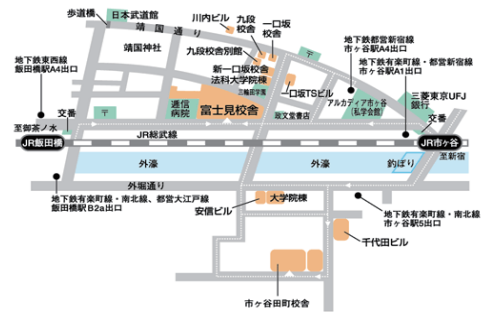 歩道橋
日本武道館
靖国通り
川内ビル
九段
校舎
一口坂
校舎
靖国神社
九段校舎別館
新一口坂校舎
法科大学院棟
三輪田学園
地下鉄都営新宿線
市ヶ谷駅A4出口
地下鉄有楽町線・都営新宿線
市ヶ谷駅A1出口
地下鉄東西線
飯田橋駅A4出口
〒
〒
一口坂TSビル
アルカディア市ヶ谷
（私学会館）
三菱東京UFJ
銀行
逓信
病院
富士見校舎
家の光文堂書店
交番
交番
至御茶ノ水
JR飯田橋
JR総武線
JR市ヶ谷
至新宿
外濠
外濠
釣ぼり
外堀通り
地下鉄有楽町線・南北線、都営大江戸線
飯田橋駅B2a出口
安信ビル
大学院棟
地下鉄有楽町線・南北線
市ヶ谷駅5出口
千代田ビル
市ヶ谷田町校舎